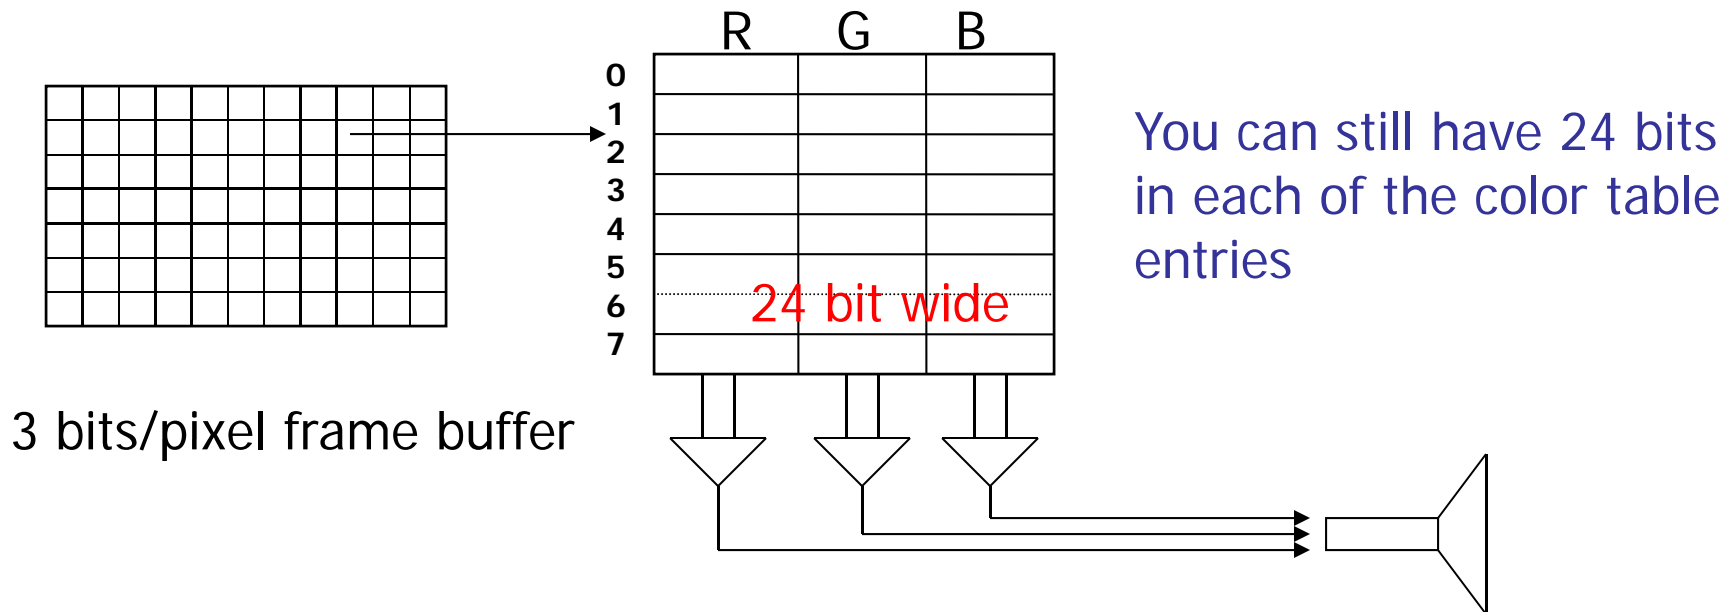 R G B
0
1
2
3
4
5
6
7
24 bit wide
You can still have 24 bits
in each of the color table
entries
3 bits/pixel frame buffer